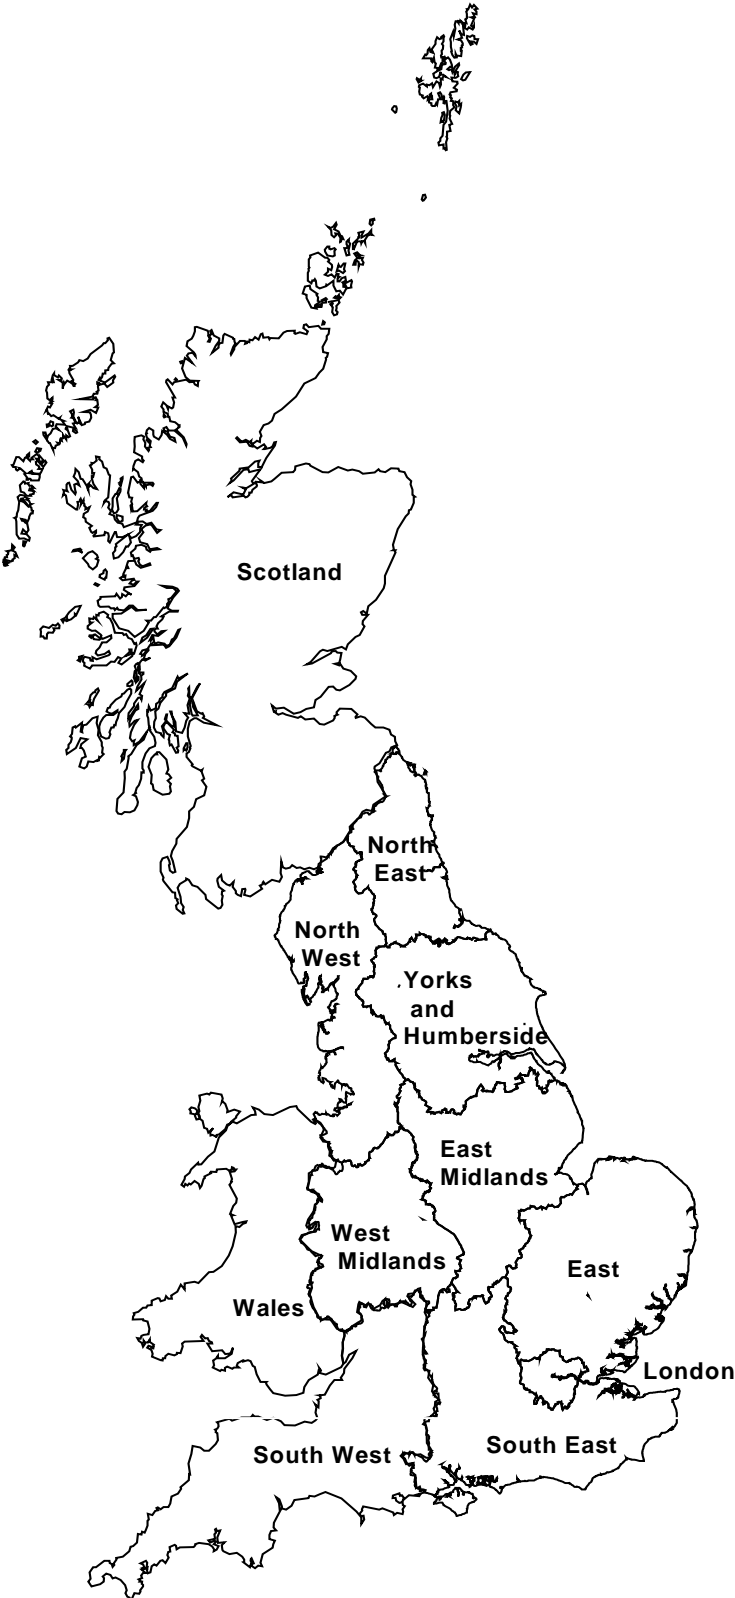 Scotland
North
East
North
West
Yorks
and
Humberside
East
Midlands
West
Midlands
East
Wales
London
South East
South West